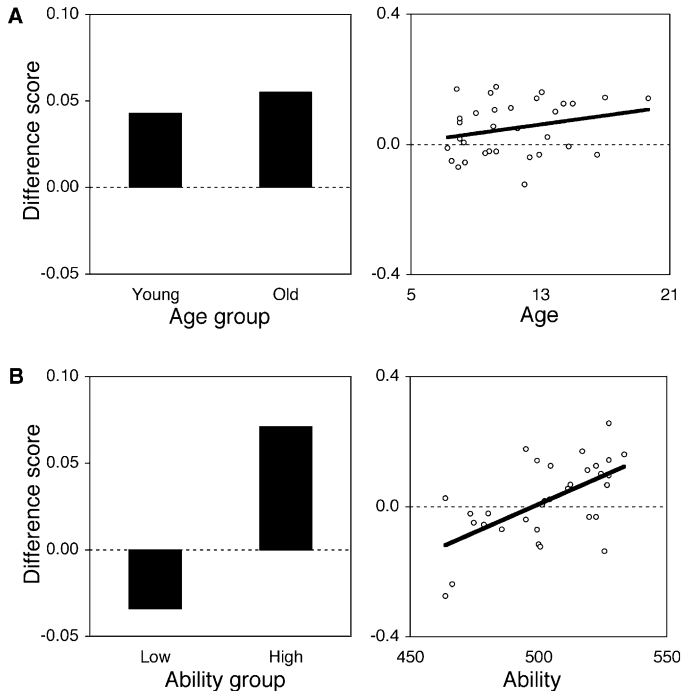 A
0.10
0.05
0.00
-0.05
Difference score
Young Old
Age group
0.4
0.0
-0.4
5 13 21
Age
B
0.10
0.05
0.00
-0.05
Difference score
Low High
Ability group
0.4
0.0
-0.4
450 500 550
Ability